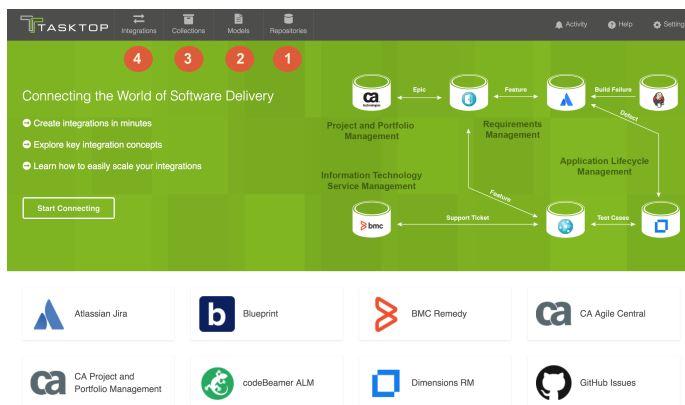 TASKTOP
Integrations
Collections
Models
Repositories
Activity
Help
Setting
4
3
2
1
Connecting the World of Software Delivery
Create integrations in minutes
Explore key integration concepts
Learn how to easily scale your integrations
Start Connecting
ca
technologies
Epic
Feature
Build Failure
Defect
Project and Portfolio
Management
Requirements
Management
Application Lifecycle
Management
Information Technology
Service Management
Feature
bmc
Support Ticket
Test Cases
Atlassian Jira
b
Blueprint
BMC Remedy
ca
CA Agile Central
ca
CA Project and
Portfolio Management
codeBeamer ALM
Dimensions RM
GitHub Issues